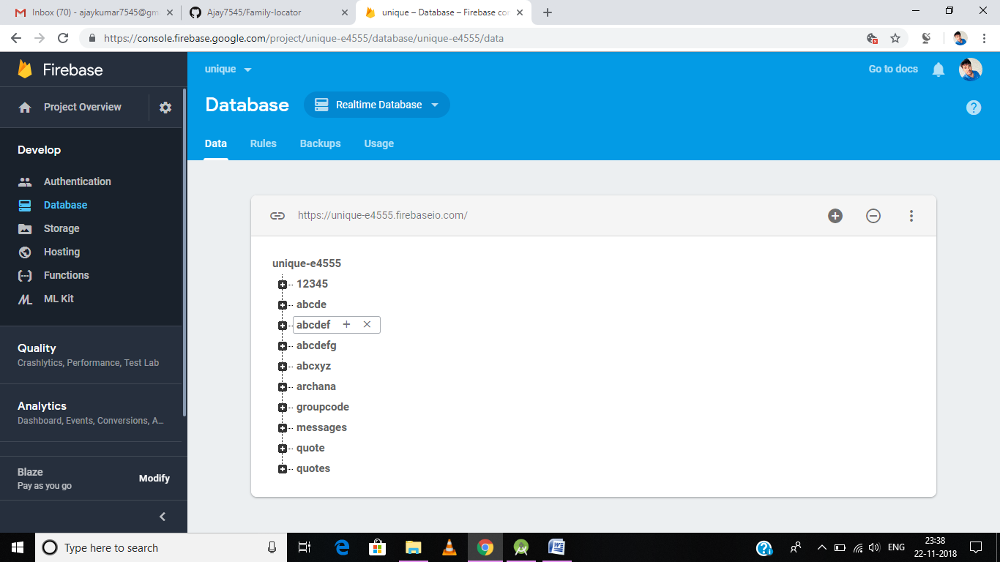 Inbox (70) - ajaykumar7545@gm
Ajay7545/Family-locator
unique – Database – Firebase con
https://console.firebase.google.com/project/unique-e4555/database/unique-e4555/data
Firebase
Project Overview
Develop
Authentication
Database
Storage
Hosting
Functions
ML Kit
Quality
Crashlytics, Performance, Test Lab
Analytics
Dashboard, Events, Conversions, A...
Blaze
Pay as you go
Modify
unique
Go to docs
Database
Realtime Database
Data
Rules
Backups
Usage
https://unique-e4555.firebaseio.com/
unique-e4555
12345
abcde
abcdef
abcdefg
abcxyz
archana
groupcode
messages
quote
quotes
Type here to search
ENG
23:38
22-11-2018